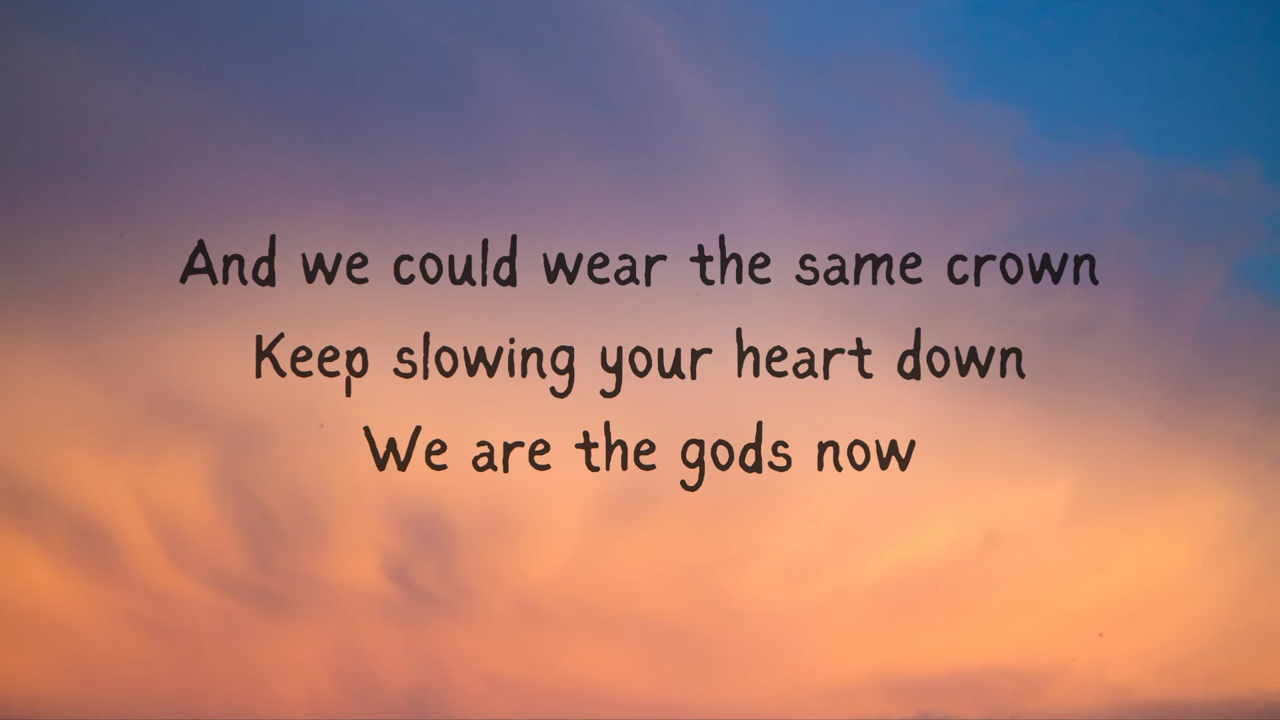 And we could wear the same crown
Keep slowing your heart down
We are the gods now